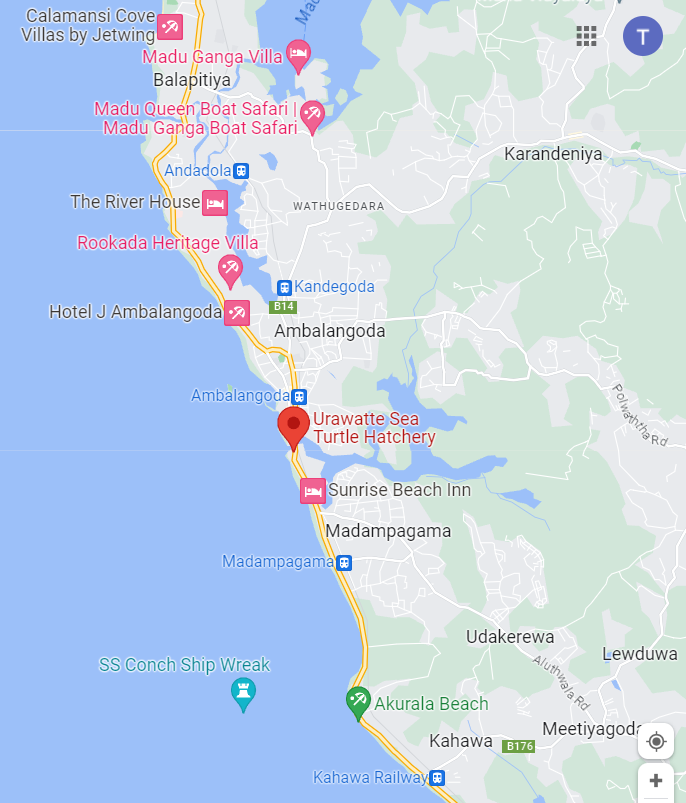 Calamansi Cove
Villas by Jetwing
T
Madu Ganga Villa
Balapitiya
Madu Queen Boat Safari |
Madu Ganga Boat Safari
Karandeniya
Andadola
The River House
WATHUGEDARA
Rookada Heritage Villa
Kandegoda
B14
Hotel J Ambalangoda
Ambalangoda
Ambalangoda
Polwaththa Rd
Urawatte Sea
Turtle Hatchery
Sunrise Beach Inn
Madampagama
Madampagama
Udakerewa
Lewduwa
SS Conch Ship Wreak
Aluthwala Rd
Akurala Beach
Meetiyagoda
Kahawa
B176
Kahawa Railway